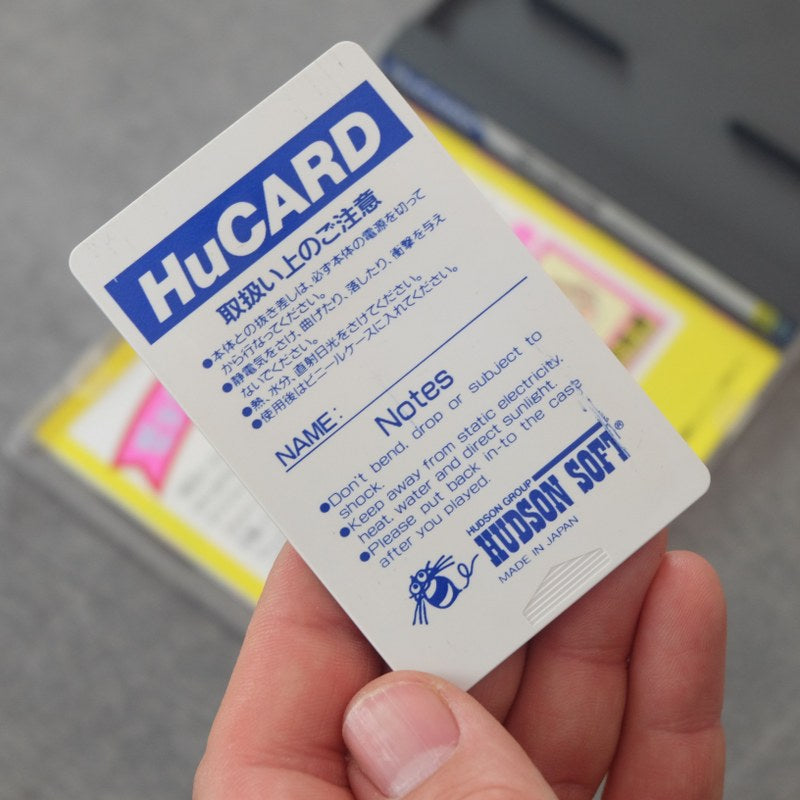 HuCARD
取扱い上のご注意
●本体との抜き差しは、必ず本体の電源を切って
から行なってください。
●静電気をさけ、曲げたり、落したり、衝撃を与え
ないでください。
●熱、水分、直射日光をさけてください。
●使用後はビニールケースに入れてください。
NAME:
Notes
●Don't bend, drop or subject to
shock.
●Keep away from static electricity,
heat, water and direct sunlight.
●Please put back in-to the case
after you played.
HUDSON GROUP
HUDSON SOFT®
MADE IN JAPAN